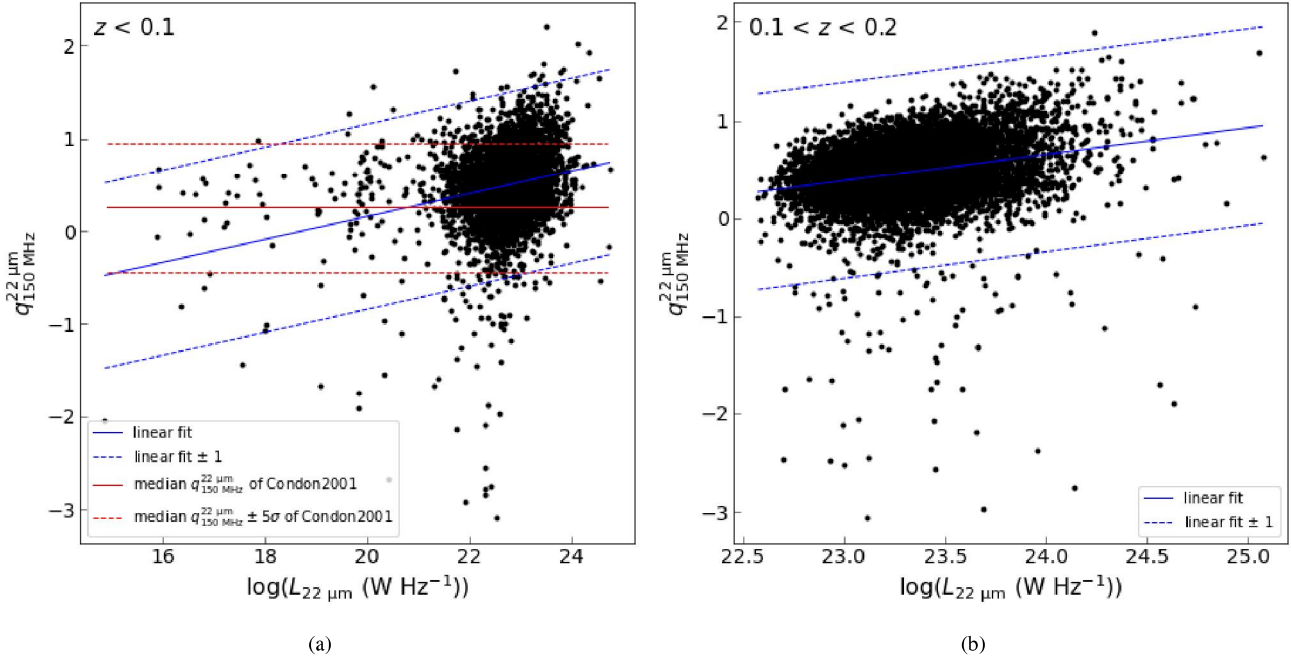 z < 0.1
2
1
0
−1
−2
−3
q^{22 μm}_{150 MHz}
linear fit
linear fit ± 1
median q^{22 μm}_{150 MHz} of Condon2001
median q^{22 μm}_{150 MHz} ± 5σ of Condon2001
16 18 20 22 24
log(L_{22 μm} (W Hz^{−1}))
(a)
0.1 < z < 0.2
2
1
0
−1
−2
−3
q^{22 μm}_{150 MHz}
linear fit
linear fit ± 1
22.5 23.0 23.5 24.0 24.5 25.0
log(L_{22 μm} (W Hz^{−1}))
(b)